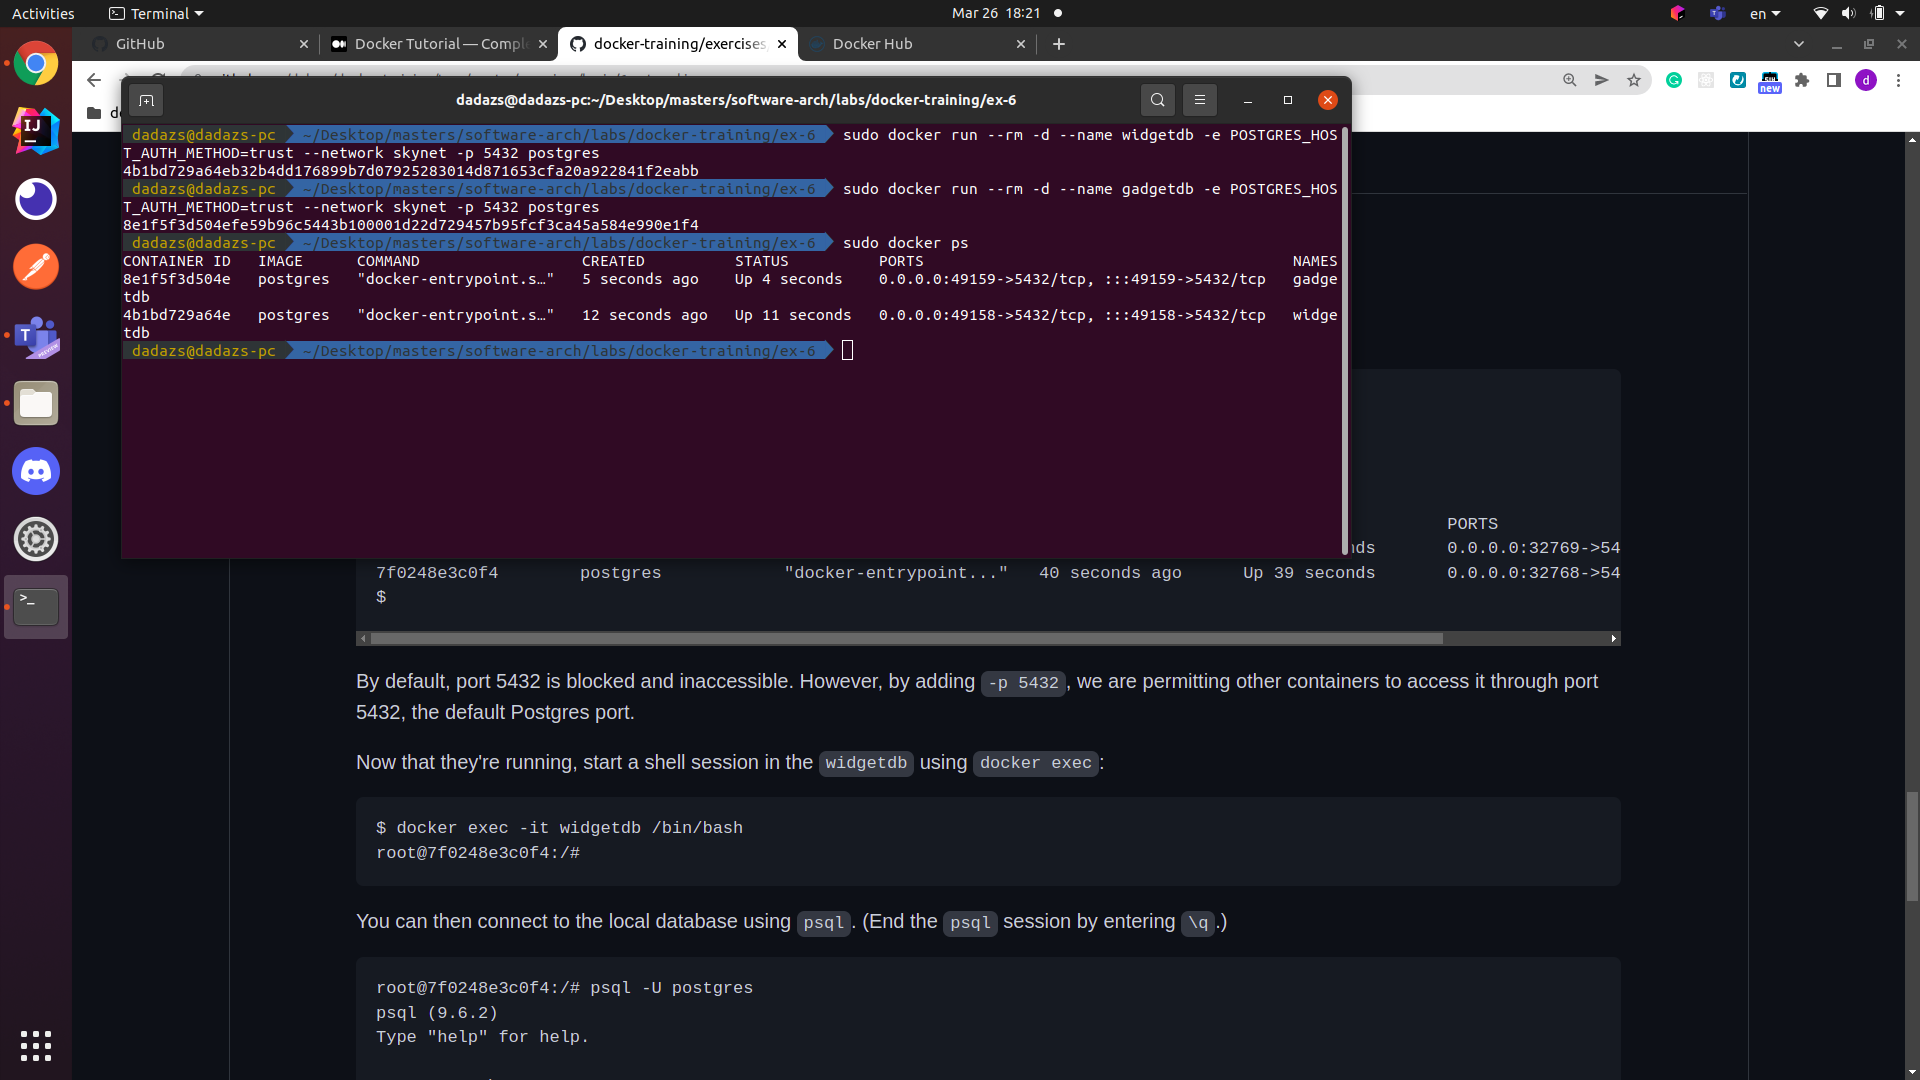 Activities
Terminal
Mar 26 18:21
en
GitHub
Docker Tutorial — Comple
docker-training/exercises
Docker Hub
new
d
dadazs@dadazs-pc:~/Desktop/masters/software-arch/labs/docker-training/ex-6
dadazs@dadazs-pc ~/Desktop/masters/software-arch/labs/docker-training/ex-6 sudo docker run --rm -d --name widgetdb -e POSTGRES_HOS
T_AUTH_METHOD=trust --network skynet -p 5432 postgres
4b1bd729a64eb32b4dd176899b7d07925283014d871653cfa20a922841f2eabb
dadazs@dadazs-pc ~/Desktop/masters/software-arch/labs/docker-training/ex-6 sudo docker run --rm -d --name gadgetdb -e POSTGRES_HOS
T_AUTH_METHOD=trust --network skynet -p 5432 postgres
8e1f5f3d504efe59b96c5443b100001d22d729457b95fcf3ca45a584e990e1f4
dadazs@dadazs-pc ~/Desktop/masters/software-arch/labs/docker-training/ex-6 sudo docker ps
CONTAINER ID IMAGE COMMAND CREATED STATUS PORTS NAMES
8e1f5f3d504e postgres "docker-entrypoint.s…" 5 seconds ago Up 4 seconds 0.0.0.0:49159->5432/tcp, :::49159->5432/tcp gadge
tdb
4b1bd729a64e postgres "docker-entrypoint.s…" 12 seconds ago Up 11 seconds 0.0.0.0:49158->5432/tcp, :::49158->5432/tcp widge
tdb
dadazs@dadazs-pc ~/Desktop/masters/software-arch/labs/docker-training/ex-6
PORTS
nds 0.0.0.0:32769->54
7f0248e3c0f4 postgres "docker-entrypoint..." 40 seconds ago Up 39 seconds 0.0.0.0:32768->54
$
By default, port 5432 is blocked and inaccessible. However, by adding -p 5432, we are permitting other containers to access it through port
5432, the default Postgres port.
Now that they're running, start a shell session in the widgetdb using docker exec:
$ docker exec -it widgetdb /bin/bash
root@7f0248e3c0f4:/#
You can then connect to the local database using psql. (End the psql session by entering \q.)
root@7f0248e3c0f4:/# psql -U postgres
psql (9.6.2)
Type "help" for help.